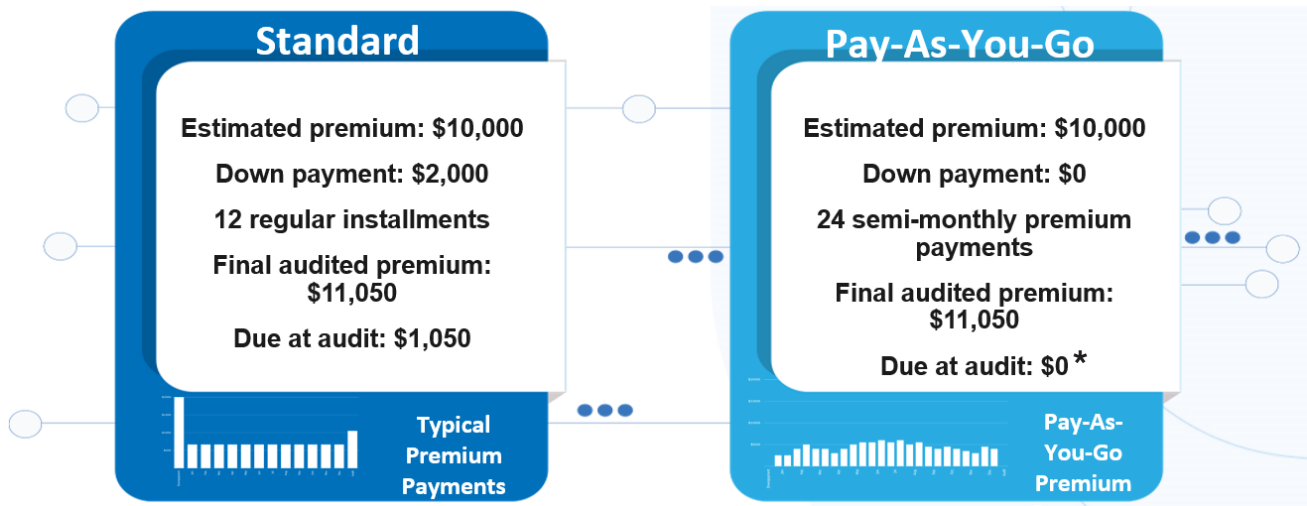 Standard
Estimated premium: $10,000
Down payment: $2,000
12 regular installments
Final audited premium:
$11,050
Due at audit: $1,050
Typical
Premium
Payments
Pay-As-You-Go
Estimated premium: $10,000
Down payment: $0
24 semi-monthly premium
payments
Final audited premium:
$11,050
Due at audit: $0*
Pay-As-
You-Go
Premium